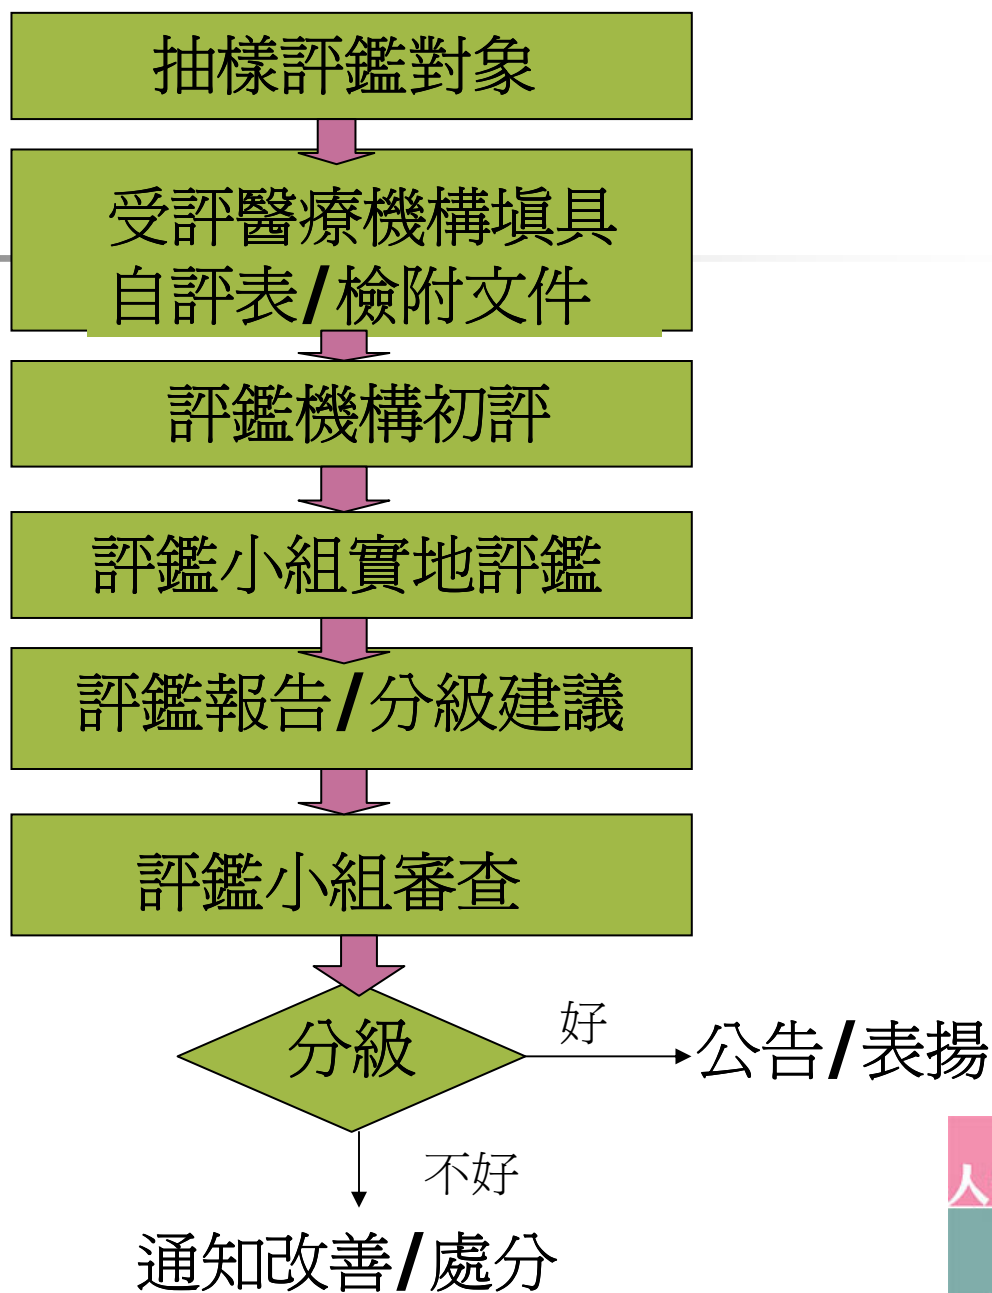 抽樣評鑑對象
受評醫療機構填具
自評表/檢附文件
評鑑機構初評
評鑑小組實地評鑑
評鑑報告/分級建議
評鑑小組審查
分級
好
公告/表揚
不好
通知改善/處分
人